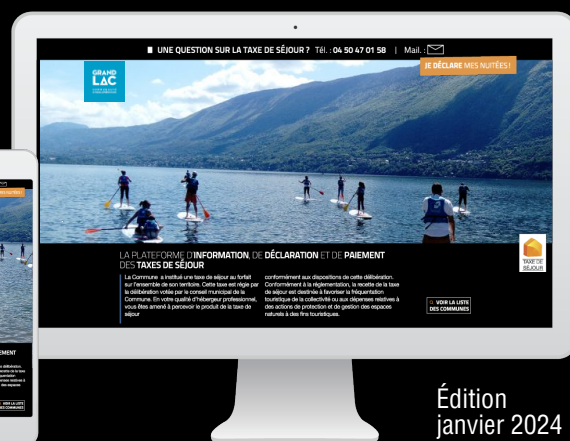 UNE QUESTION SUR LA TAXE DE SÉJOUR ? Tél. : 04 50 47 01 58 | Mail. :
JE DÉCLARE MES NUITÉES !
GRAND
LAC
LA PLATEFORME D'INFORMATION, DE DÉCLARATION ET DE PAIEMENT
DES TAXES DE SÉJOUR
La Commune a institué une taxe de séjour au forfait
sur l'ensemble de son territoire. Cette taxe est régie par
la délibération votée par le conseil municipal de la
Commune. En votre qualité d'hébergeur professionnel,
vous êtes amené à percevoir le produit de la taxe de
séjour
conformément aux dispositions de cette délibération.
Conformément à la réglementation, la recette de la taxe
de séjour est destinée à favoriser la fréquentation
touristique de la collectivité ou aux dépenses relatives à
des actions de protection et de gestion des espaces
naturels à des fins touristiques.
TAXE DE
SÉJOUR
VOIR LA LISTE
DES COMMUNES
EMENT
VOIR LA LISTE
DES COMMUNES
Édition
janvier 2024